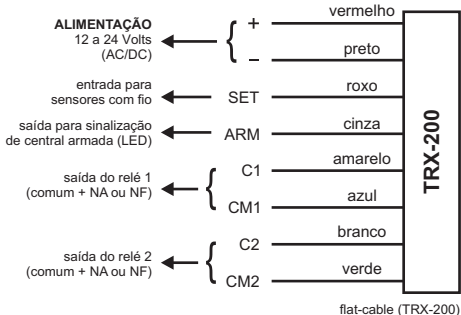 ALIMENTAÇÃO
12 a 24 Volts
(AC/DC)
+
vermelho
–
preto
entrada para
sensores com fio
SET
roxo
saída para sinalização
de central armada (LED)
ARM
cinza
saída do relé 1
(comum + NA ou NF)
C1
amarelo
CM1
azul
saída do relé 2
(comum + NA ou NF)
C2
branco
CM2
verde
TRX-200
flat-cable (TRX-200)